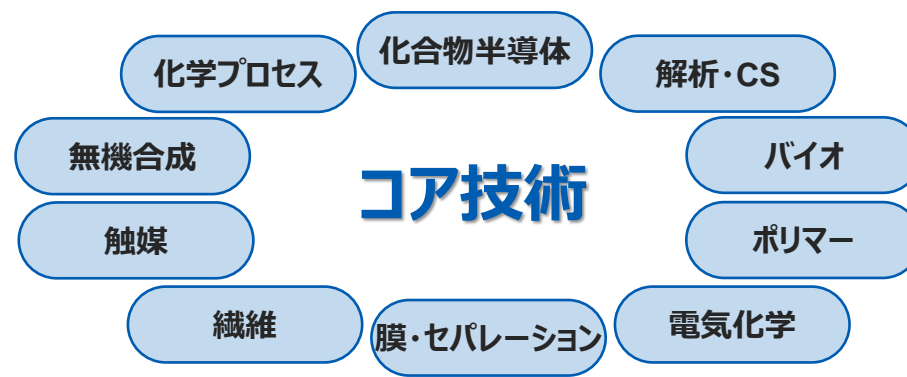 化合物半導体
化学プロセス
解析・CS
無機合成
バイオ
コア技術
触媒
ポリマー
繊維
膜・セパレーション
電気化学